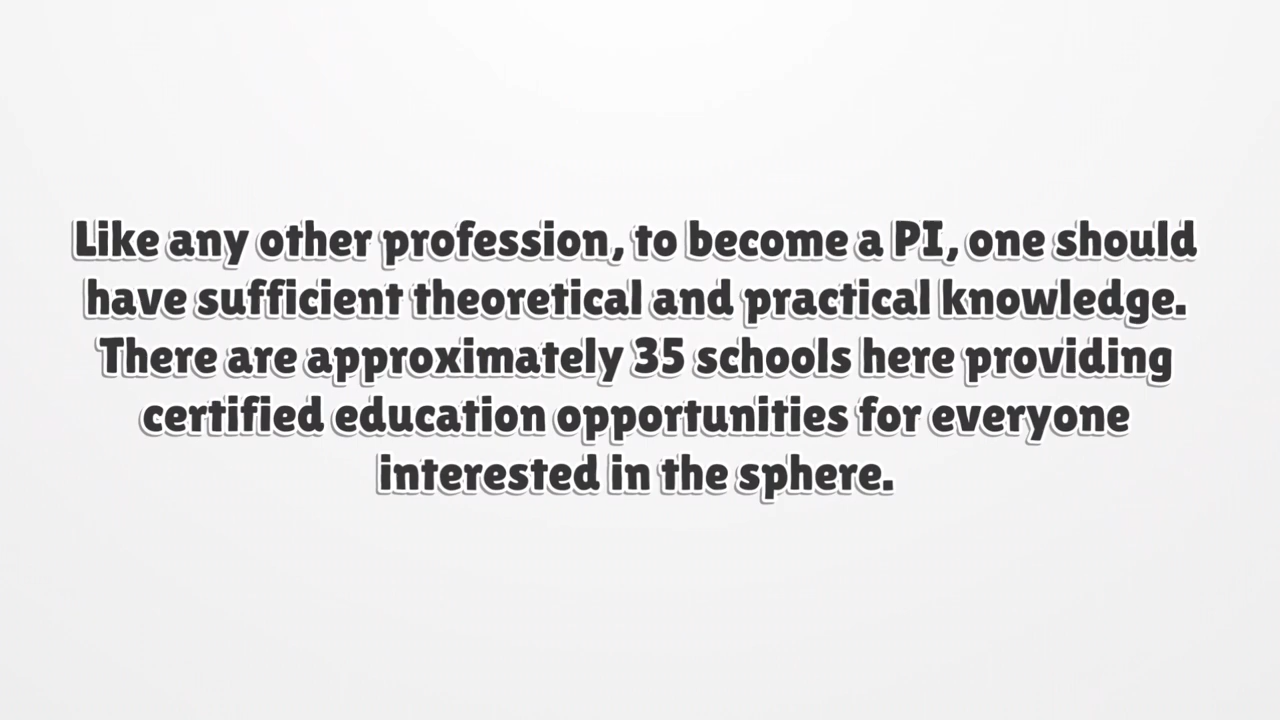 Like any other profession, to become a PI, one should
have sufficient theoretical and practical knowledge.
There are approximately 35 schools here providing
certified education opportunities for everyone
interested in the sphere.